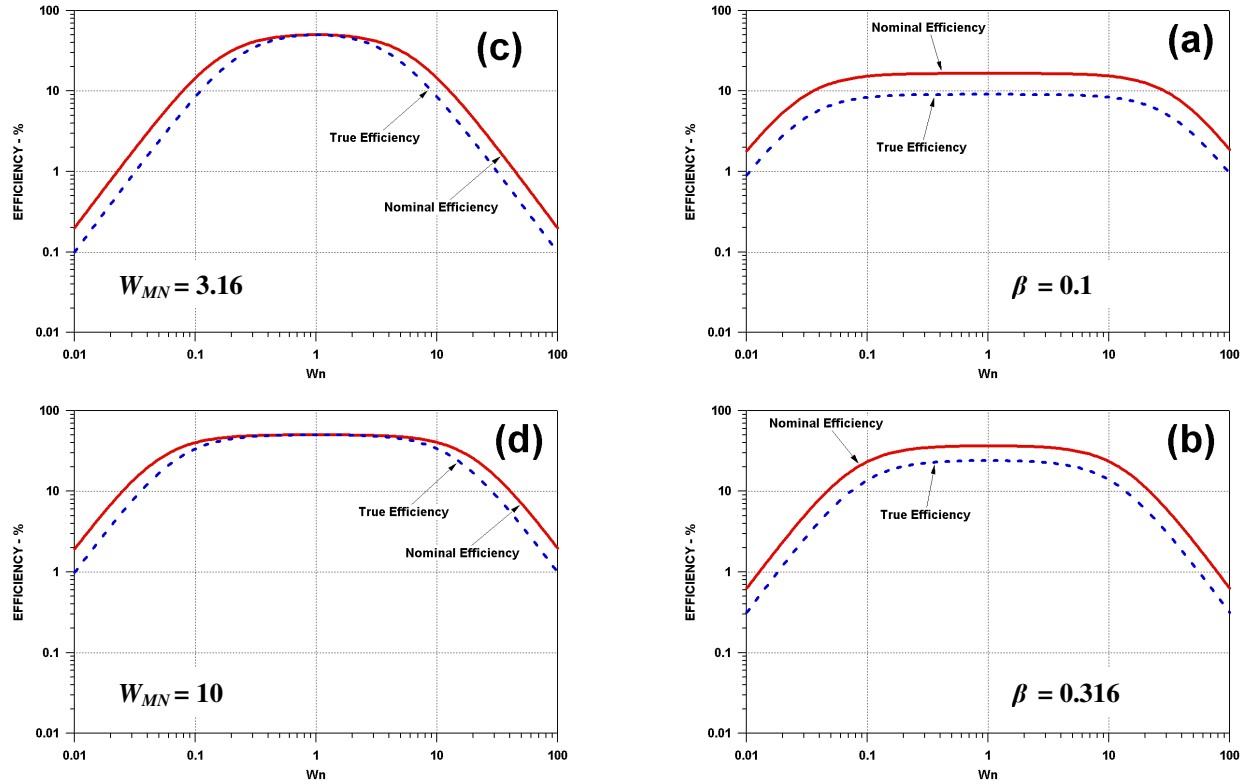 (c)
EFFICIENCY - %
100
10
1
0.1
0.01
True Efficiency
Nominal Efficiency
W_MN = 3.16
0.01
0.1
1
10
100
Wn
(a)
EFFICIENCY - %
100
10
1
0.1
0.01
Nominal Efficiency
True Efficiency
β = 0.1
0.01
0.1
1
10
100
Wn
(d)
EFFICIENCY - %
100
10
1
0.1
0.01
True Efficiency
Nominal Efficiency
W_MN = 10
0.01
0.1
1
10
100
Wn
(b)
EFFICIENCY - %
100
10
1
0.1
0.01
Nominal Efficiency
True Efficiency
β = 0.316
0.01
0.1
1
10
100
Wn